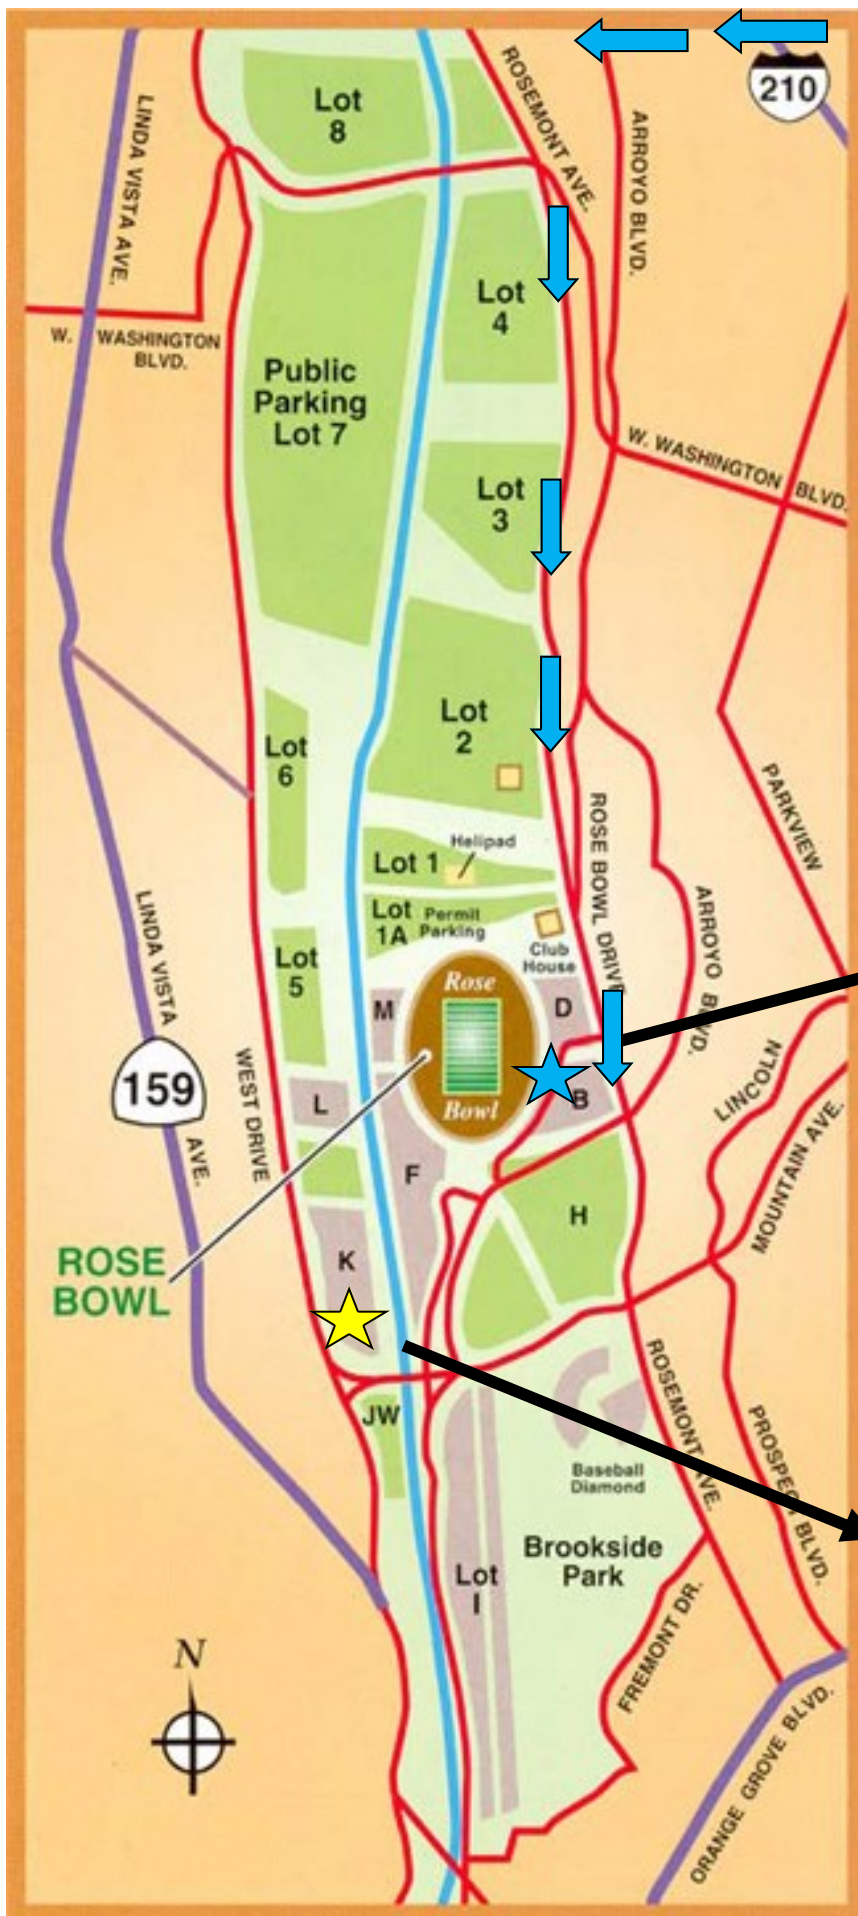 210
ROSEMONT AVE.
ARROYO BLVD.
LINDA VISTA AVE.
Lot
8
Lot
4
W. WASHINGTON
BLVD.
Public
Parking
Lot 7
W. WASHINGTON BLVD.
Lot
3
Lot
2
Lot
6
PARKVIEW
ROSE BOWL DRIVE
Helipad
Lot 1
Lot
1A
Permit
Parking
Club
House
ARROYO BLVD.
LINDA VISTA
AVE.
Lot
5
Rose
Bowl
M
D
B
159
WEST DRIVE
L
F
LINCOLN
MOUNTAIN AVE.
H
K
ROSE
BOWL
ROSEMONT AVE.
PROSPECT BLVD.
JW
Baseball
Diamond
Brookside
Park
Lot
I
FREMONT DR.
N
ORANGE GROVE BLVD.